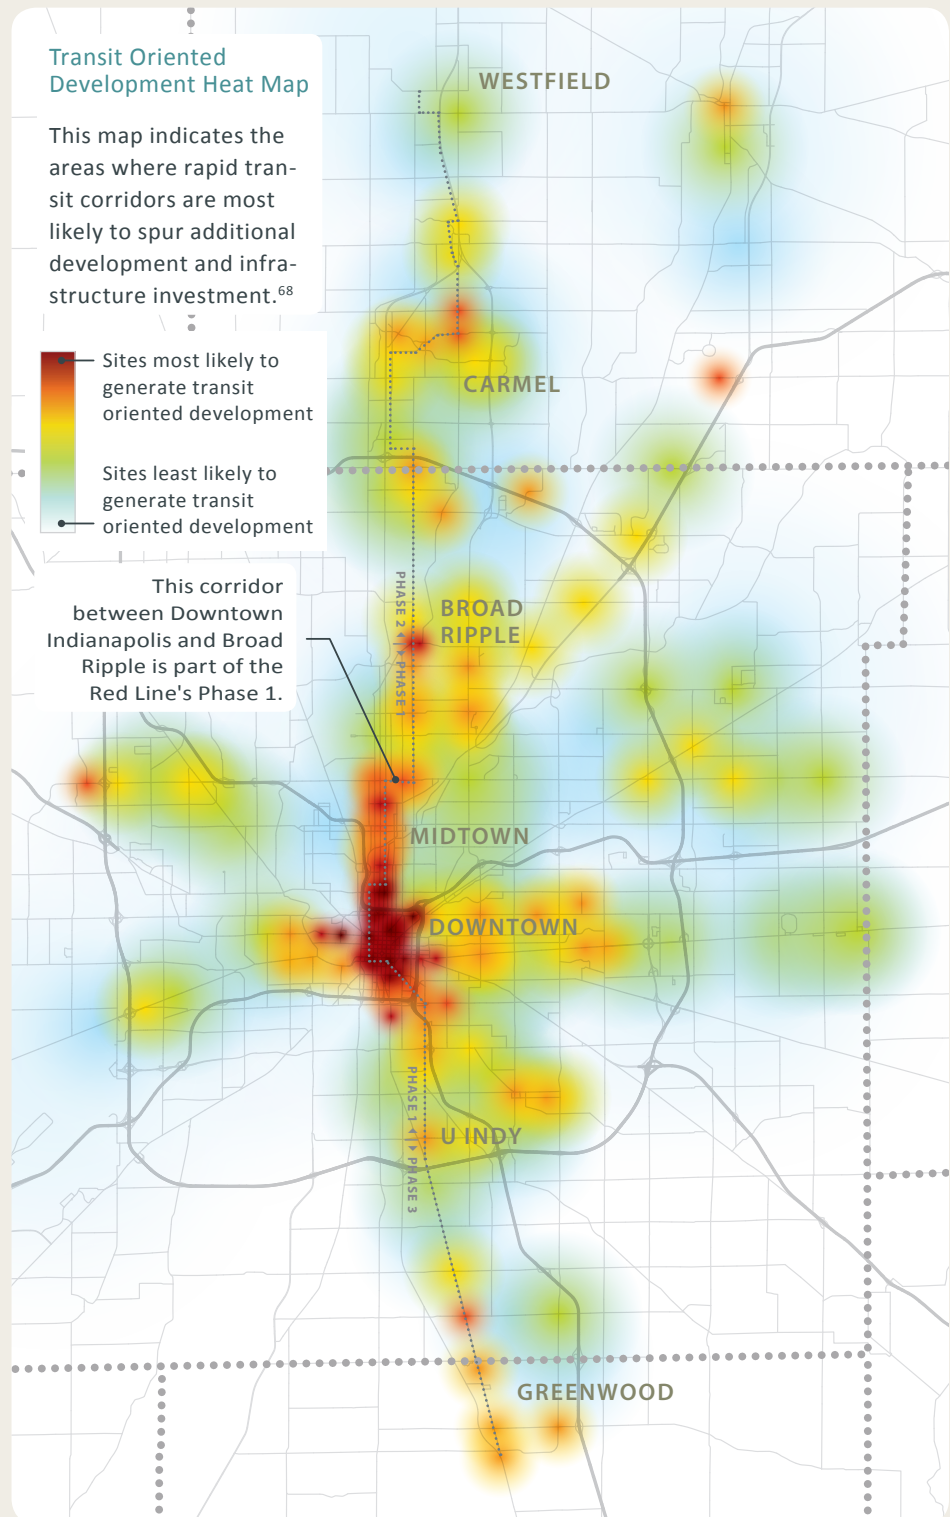 Transit Oriented
Development Heat Map
This map indicates the
areas where rapid tran-
sit corridors are most
likely to spur additional
development and infra-
structure investment.68
Sites most likely to
generate transit
oriented development
Sites least likely to
generate transit
oriented development
This corridor
between Downtown
Indianapolis and Broad
Ripple is part of the
Red Line's Phase 1.
WESTFIELD
CARMEL
PHASE 2
PHASE 1
BROAD
RIPPLE
MIDTOWN
DOWNTOWN
PHASE 1
PHASE 3
U INDY
GREENWOOD